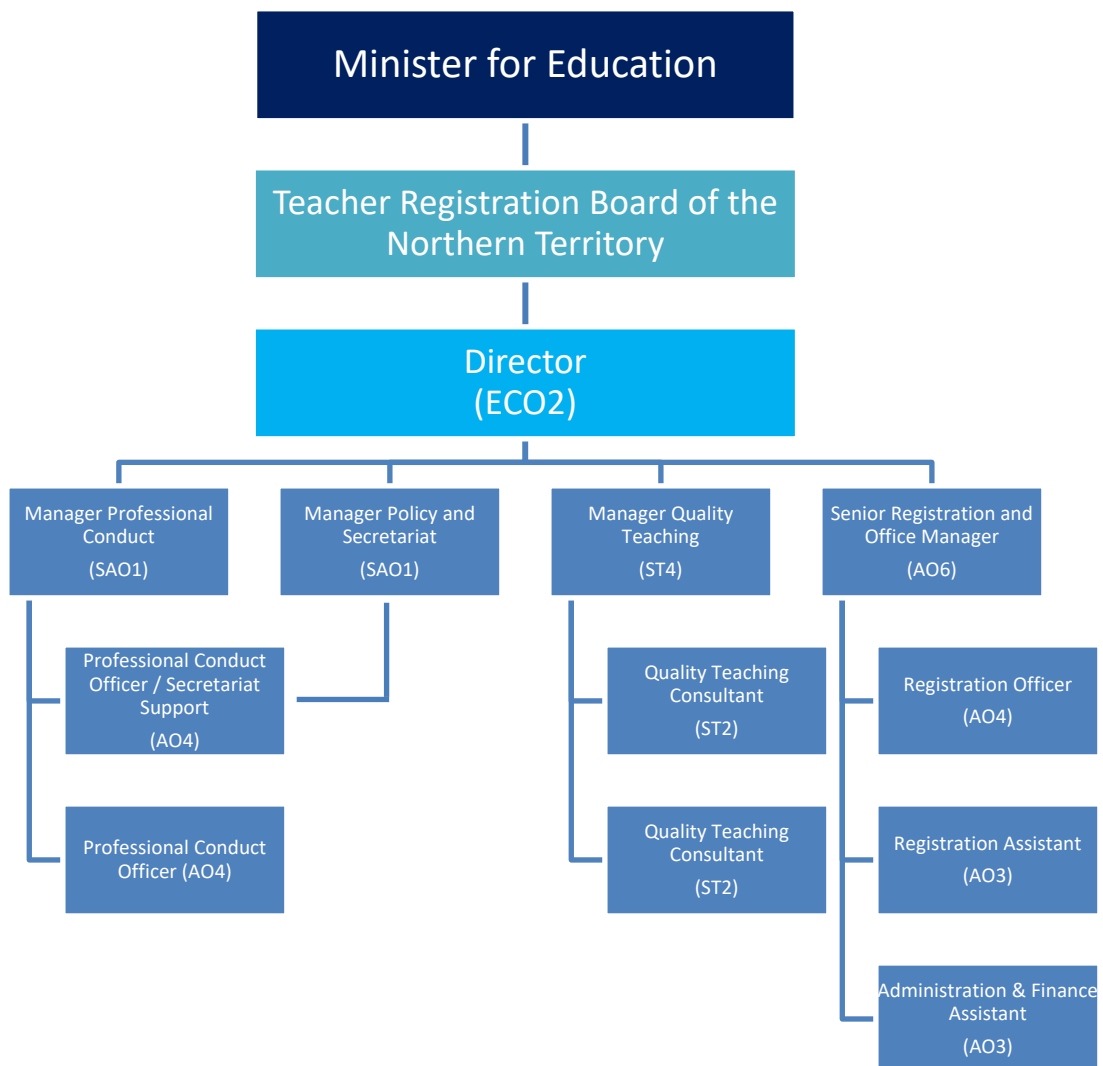 Minister for Education
Teacher Registration Board of the
Northern Territory
Director
(ECO2)
Manager Professional
Conduct
(SAO1)
Manager Policy and
Secretariat
(SAO1)
Manager Quality
Teaching
(ST4)
Senior Registration and
Office Manager
(AO6)
Professional Conduct
Officer / Secretariat
Support
(AO4)
Quality Teaching
Consultant
(ST2)
Registration Officer
(AO4)
Professional Conduct
Officer (AO4)
Quality Teaching
Consultant
(ST2)
Registration Assistant
(AO3)
Administration & Finance
Assistant
(AO3)